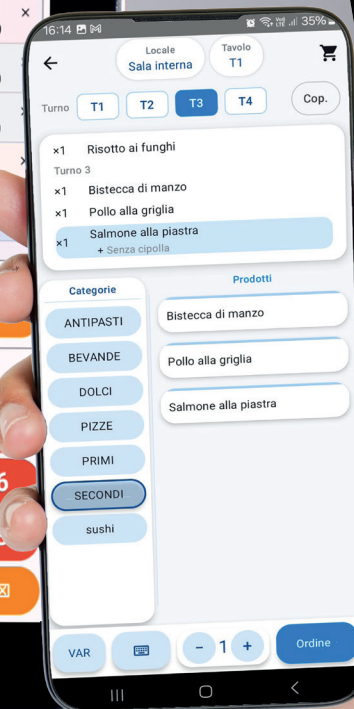 16:14
35%
Locale
Sala interna
Tavolo
T1
Turno
T1
T2
T3
T4
Cop.
×1 Risotto ai funghi
Turno 3
×1 Bistecca di manzo
×1 Pollo alla griglia
×1 Salmone alla piastra
+ Senza cipolla
Categorie
ANTIPASTI
BEVANDE
DOLCI
PIZZE
PRIMI
SECONDI
sushi
Prodotti
Bistecca di manzo
Pollo alla griglia
Salmone alla piastra
VAR
- 1 +
Ordine
6